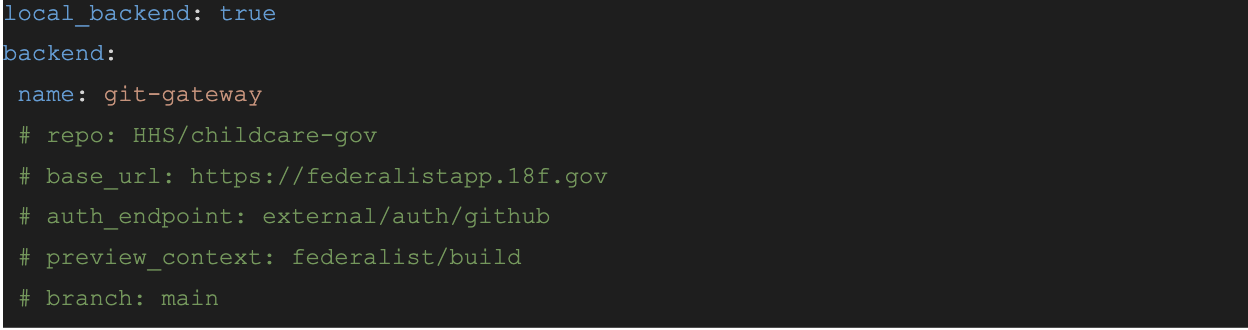 local_backend: true
backend:
 name: git-gateway
 # repo: HHS/childcare-gov
 # base_url: https://federalistapp.18f.gov
 # auth_endpoint: external/auth/github
 # preview_context: federalist/build
 # branch: main